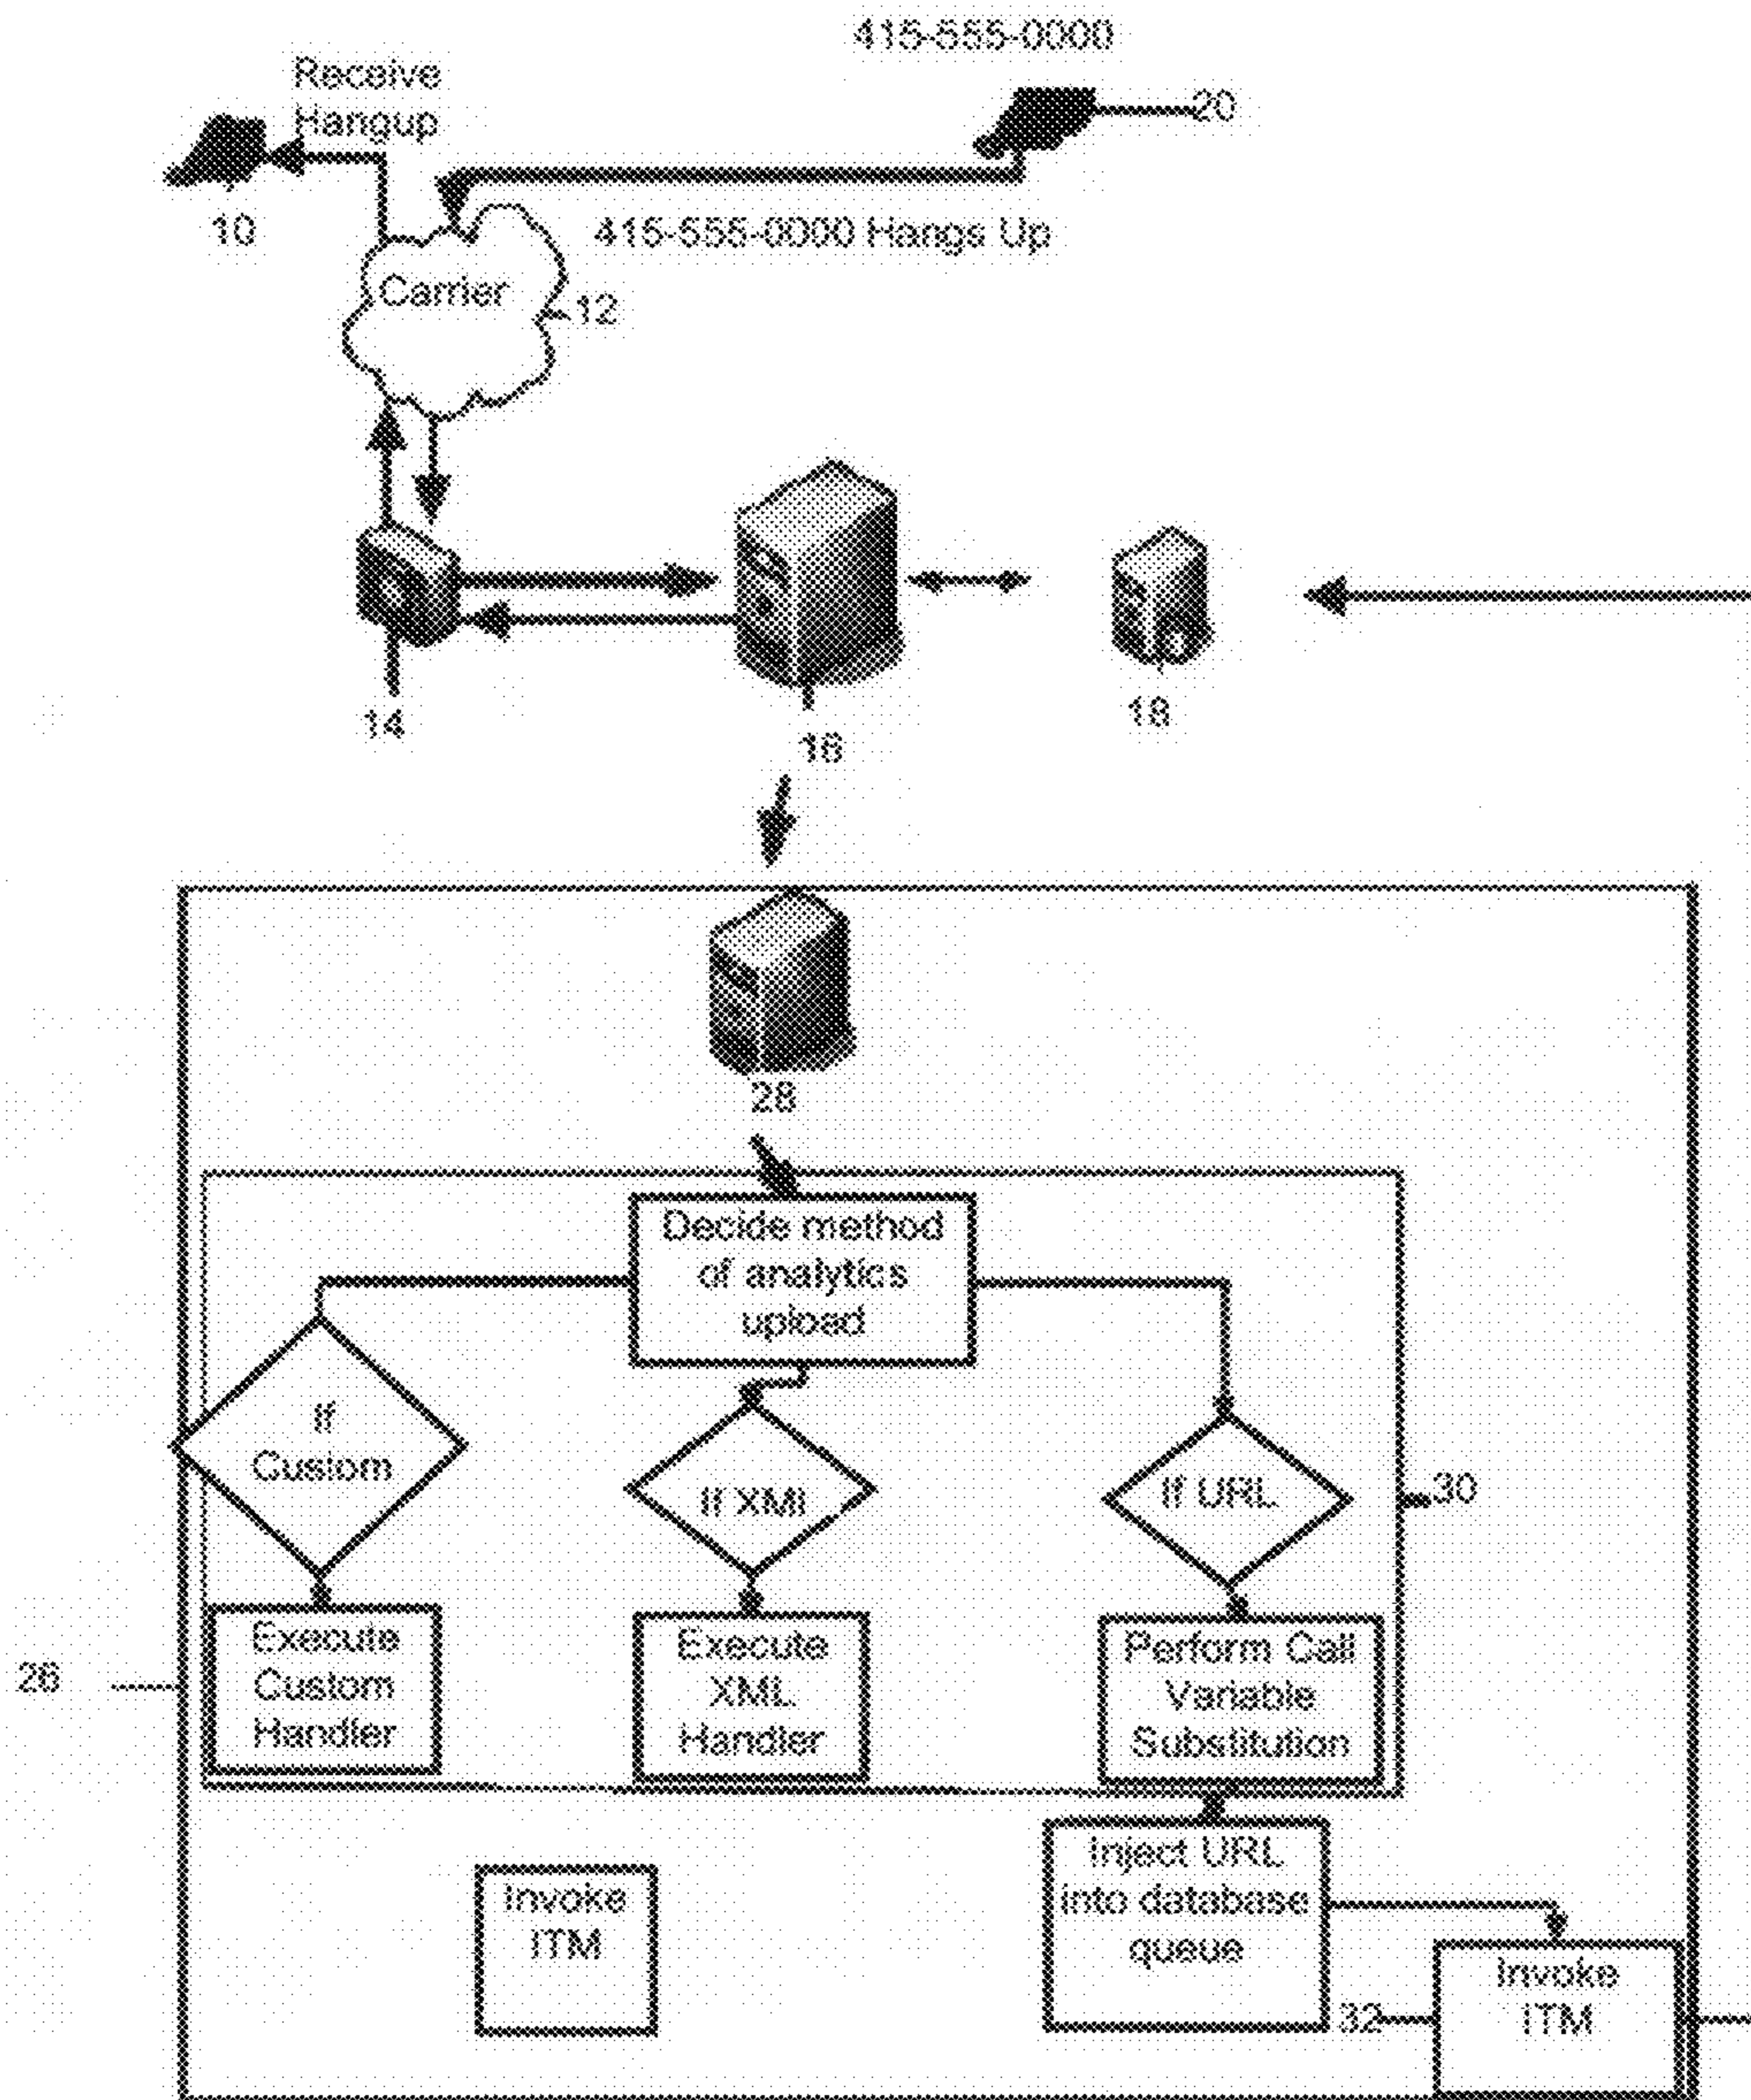 415-555-0000
Receive
Hangup
20
10
415-555-0000 Hangs Up
Carrier
12
14
16
18
28
Decide method
of analytics
upload
If
Custom
If XMl
If URL
30
Execute
Custom
Handler
Execute
XML
Handler
Perform Call
Variable
Substitution
26
Invoke
ITM
Inject URL
into database
queue
32
Invoke
ITM